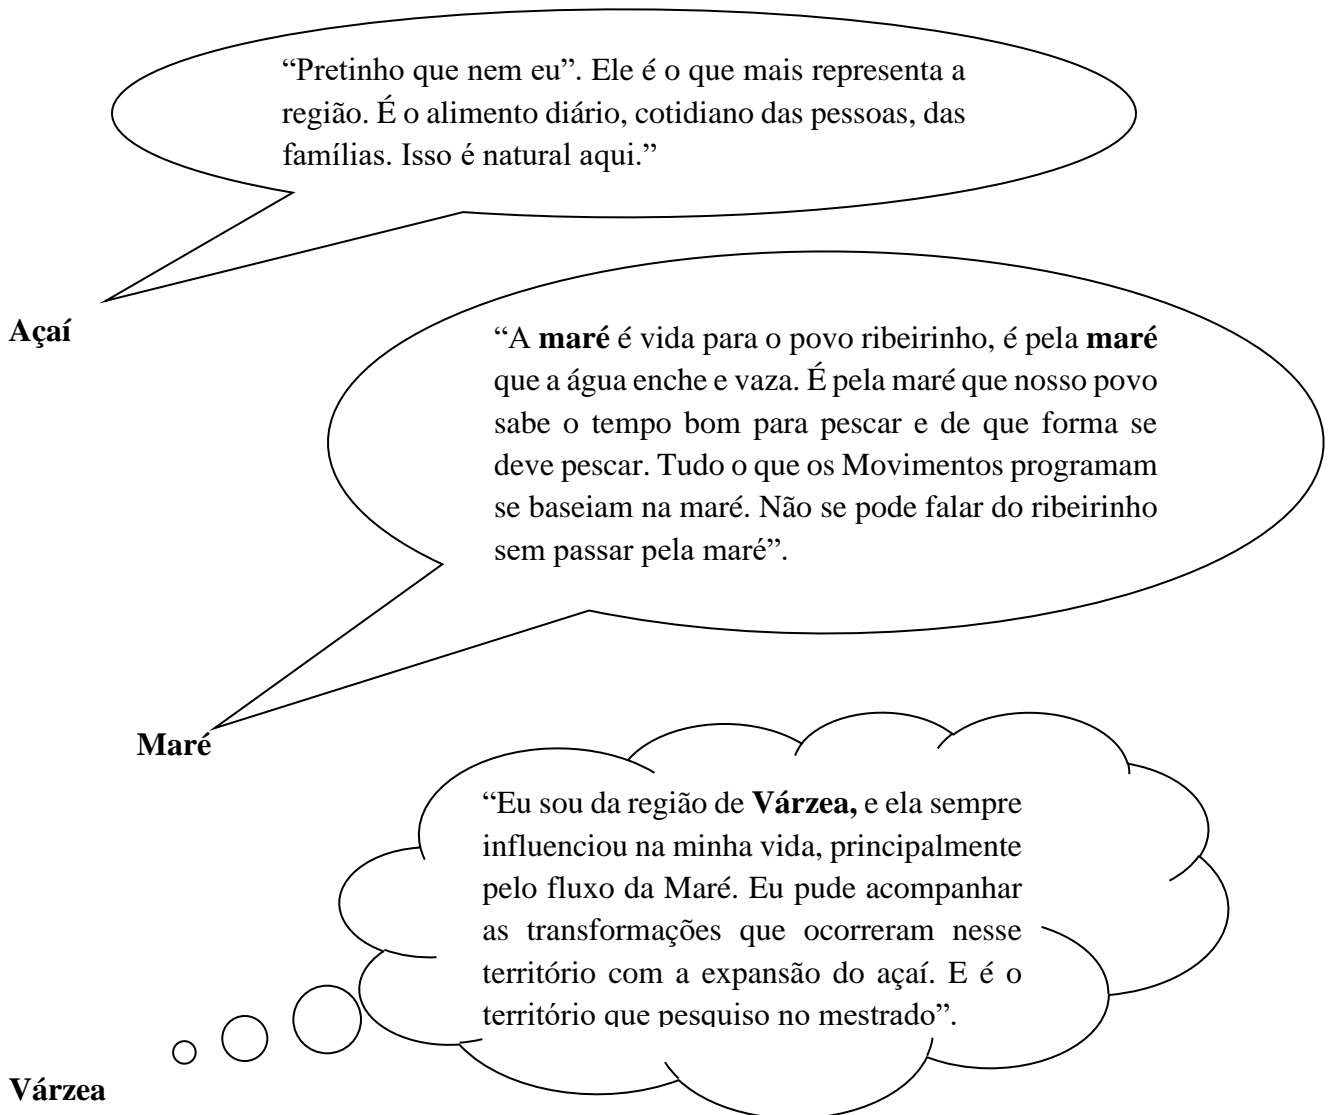 “Pretinho que nem eu”. Ele é o que mais representa a
região. É o alimento diário, cotidiano das pessoas, das
famílias. Isso é natural aqui.”
Açaí
“A maré é vida para o povo ribeirinho, é pela maré
que a água enche e vaza. É pela maré que nosso povo
sabe o tempo bom para pescar e de que forma se
deve pescar. Tudo o que os Movimentos programam
se baseiam na maré. Não se pode falar do ribeirinho
sem passar pela maré”.
Maré
“Eu sou da região de Várzea, e ela sempre
influenciou na minha vida, principalmente
pelo fluxo da Maré. Eu pude acompanhar
as transformações que ocorreram nesse
território com a expansão do açaí. E é o
território que pesquiso no mestrado”.
Várzea